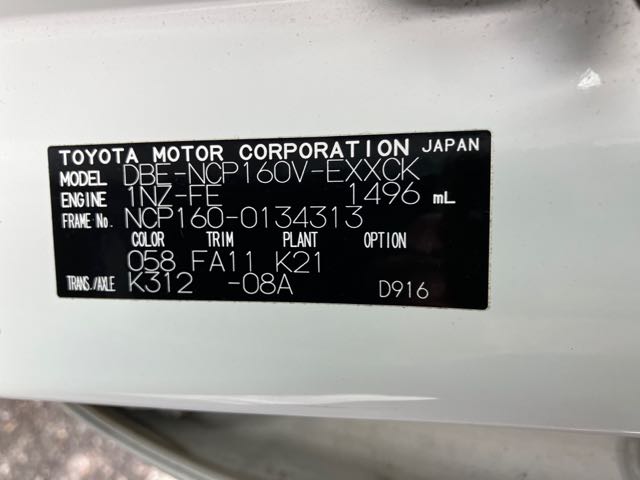 TOYOTA MOTOR CORPORATION JAPAN
MODEL DBE-NCP160V-EXXCK
ENGINE 1NZ-FE 1496 mL
FRAME No. NCP160-0134313
COLOR TRIM PLANT OPTION
058 FA11 K21
TRANS./AXLE K312 -08A D916